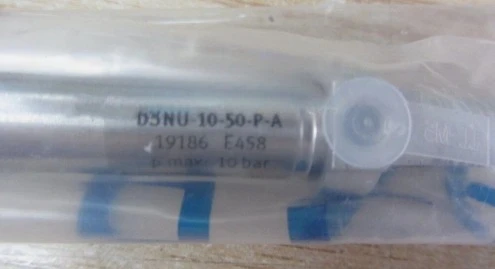 DSNU-10-50-P-A
19186 E458
p max: 10 bar